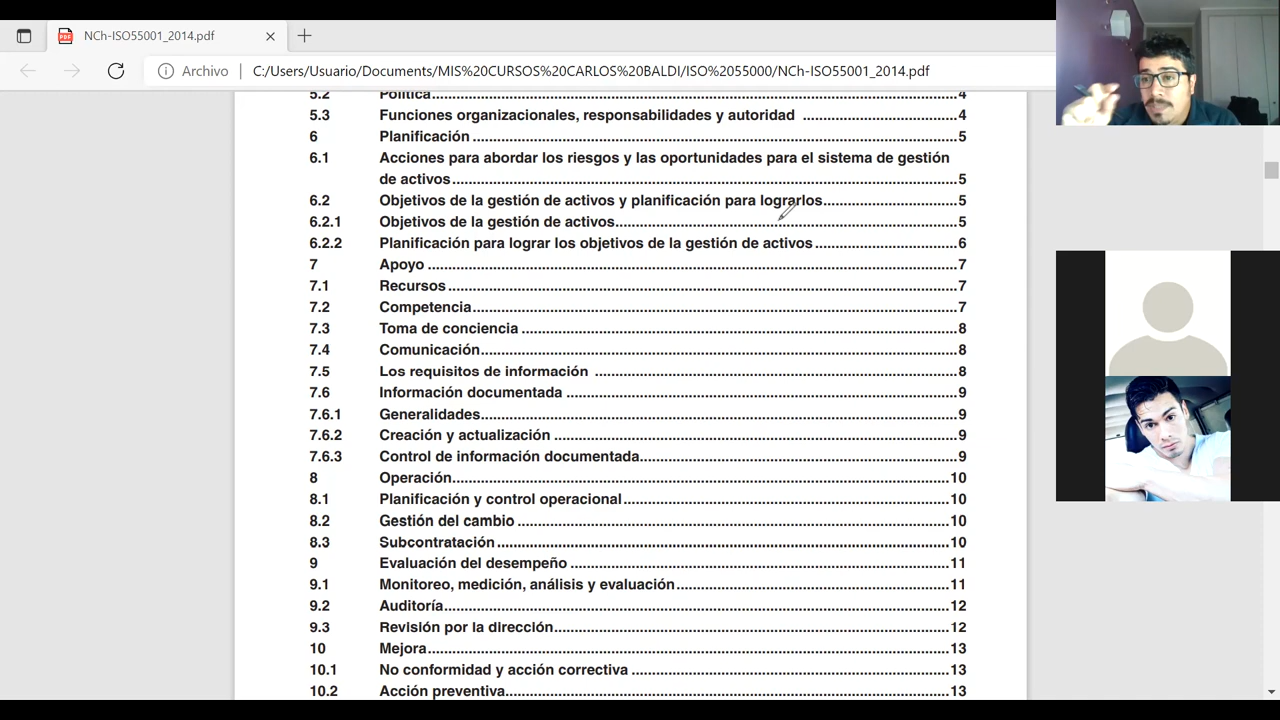 NCh-ISO55001_2014.pdf
Archivo C:/Users/Usuario/Documents/MIS%20CURSOS%20CARLOS%20BALDI/ISO%2055000/NCh-ISO55001_2014.pdf
5.2 Política 4
5.3 Funciones organizacionales, responsabilidades y autoridad ........ 4
6 Planificación ........ 5
6.1 Acciones para abordar los riesgos y las oportunidades para el sistema de gestión
de activos ........ 5
6.2 Objetivos de la gestión de activos y planificación para lograrlos ........ 5
6.2.1 Objetivos de la gestión de activos ........ 5
6.2.2 Planificación para lograr los objetivos de la gestión de activos ........ 6
7 Apoyo ........ 7
7.1 Recursos ........ 7
7.2 Competencia ........ 7
7.3 Toma de conciencia ........ 8
7.4 Comunicación ........ 8
7.5 Los requisitos de información ........ 8
7.6 Información documentada ........ 9
7.6.1 Generalidades ........ 9
7.6.2 Creación y actualización ........ 9
7.6.3 Control de información documentada ........ 9
8 Operación ........ 10
8.1 Planificación y control operacional ........ 10
8.2 Gestión del cambio ........ 10
8.3 Subcontratación ........ 10
9 Evaluación del desempeño ........ 11
9.1 Monitoreo, medición, análisis y evaluación ........ 11
9.2 Auditoría ........ 12
9.3 Revisión por la dirección ........ 12
10 Mejora ........ 13
10.1 No conformidad y acción correctiva ........ 13
10.2 Acción preventiva ........ 13